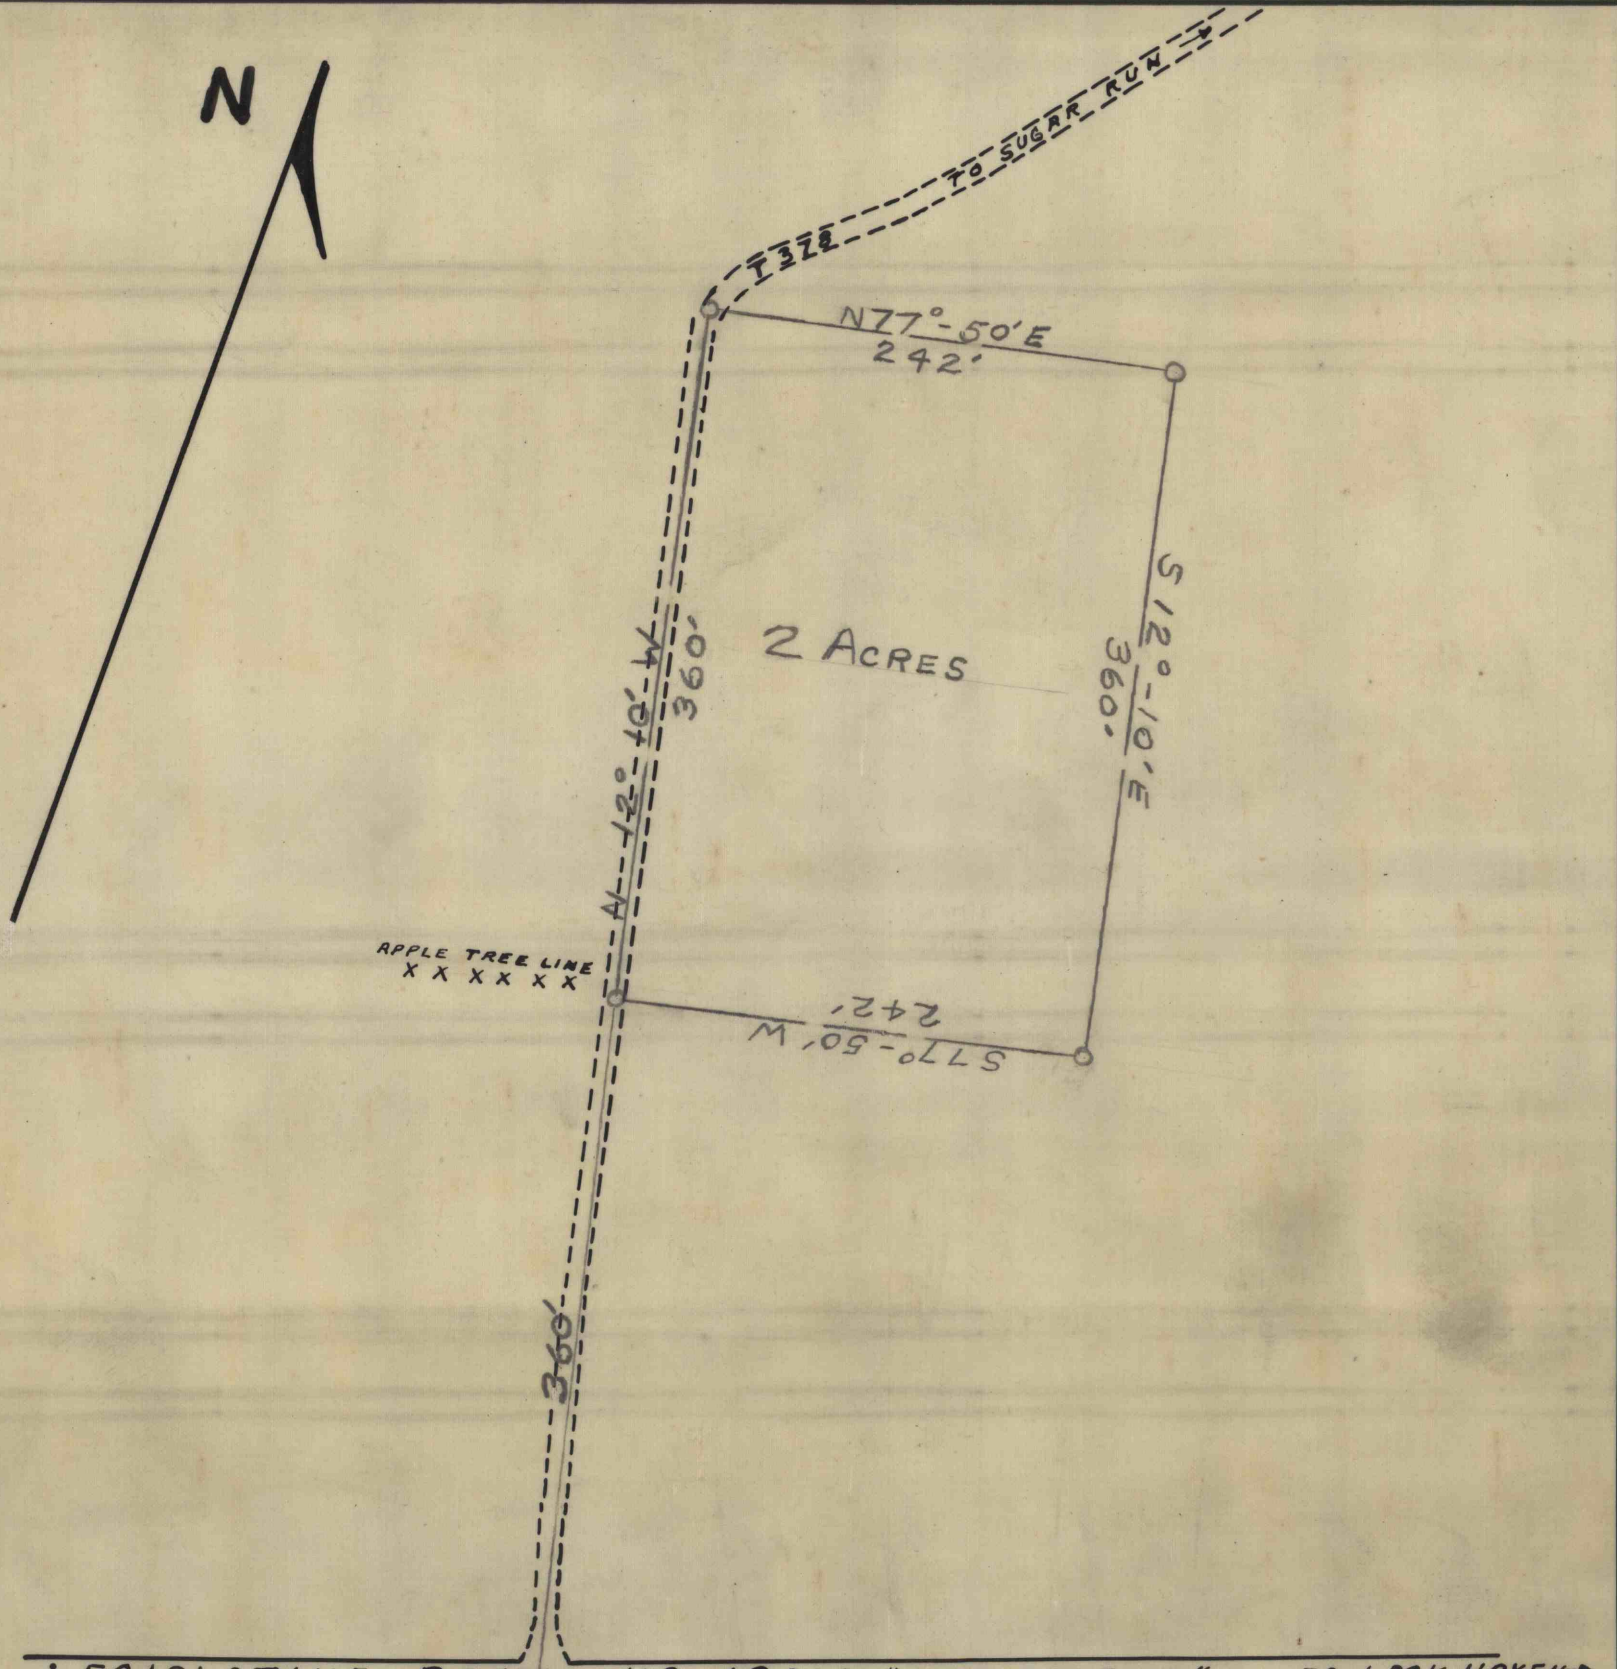 N
TO SUGAR RUN
T 378
N77°-50'E
242'
S 12°-10'E
360'
2 ACRES
N 12° 10' W
360'
APPLE TREE LINE
X X X X X X
S77°-50' W
242'
360'